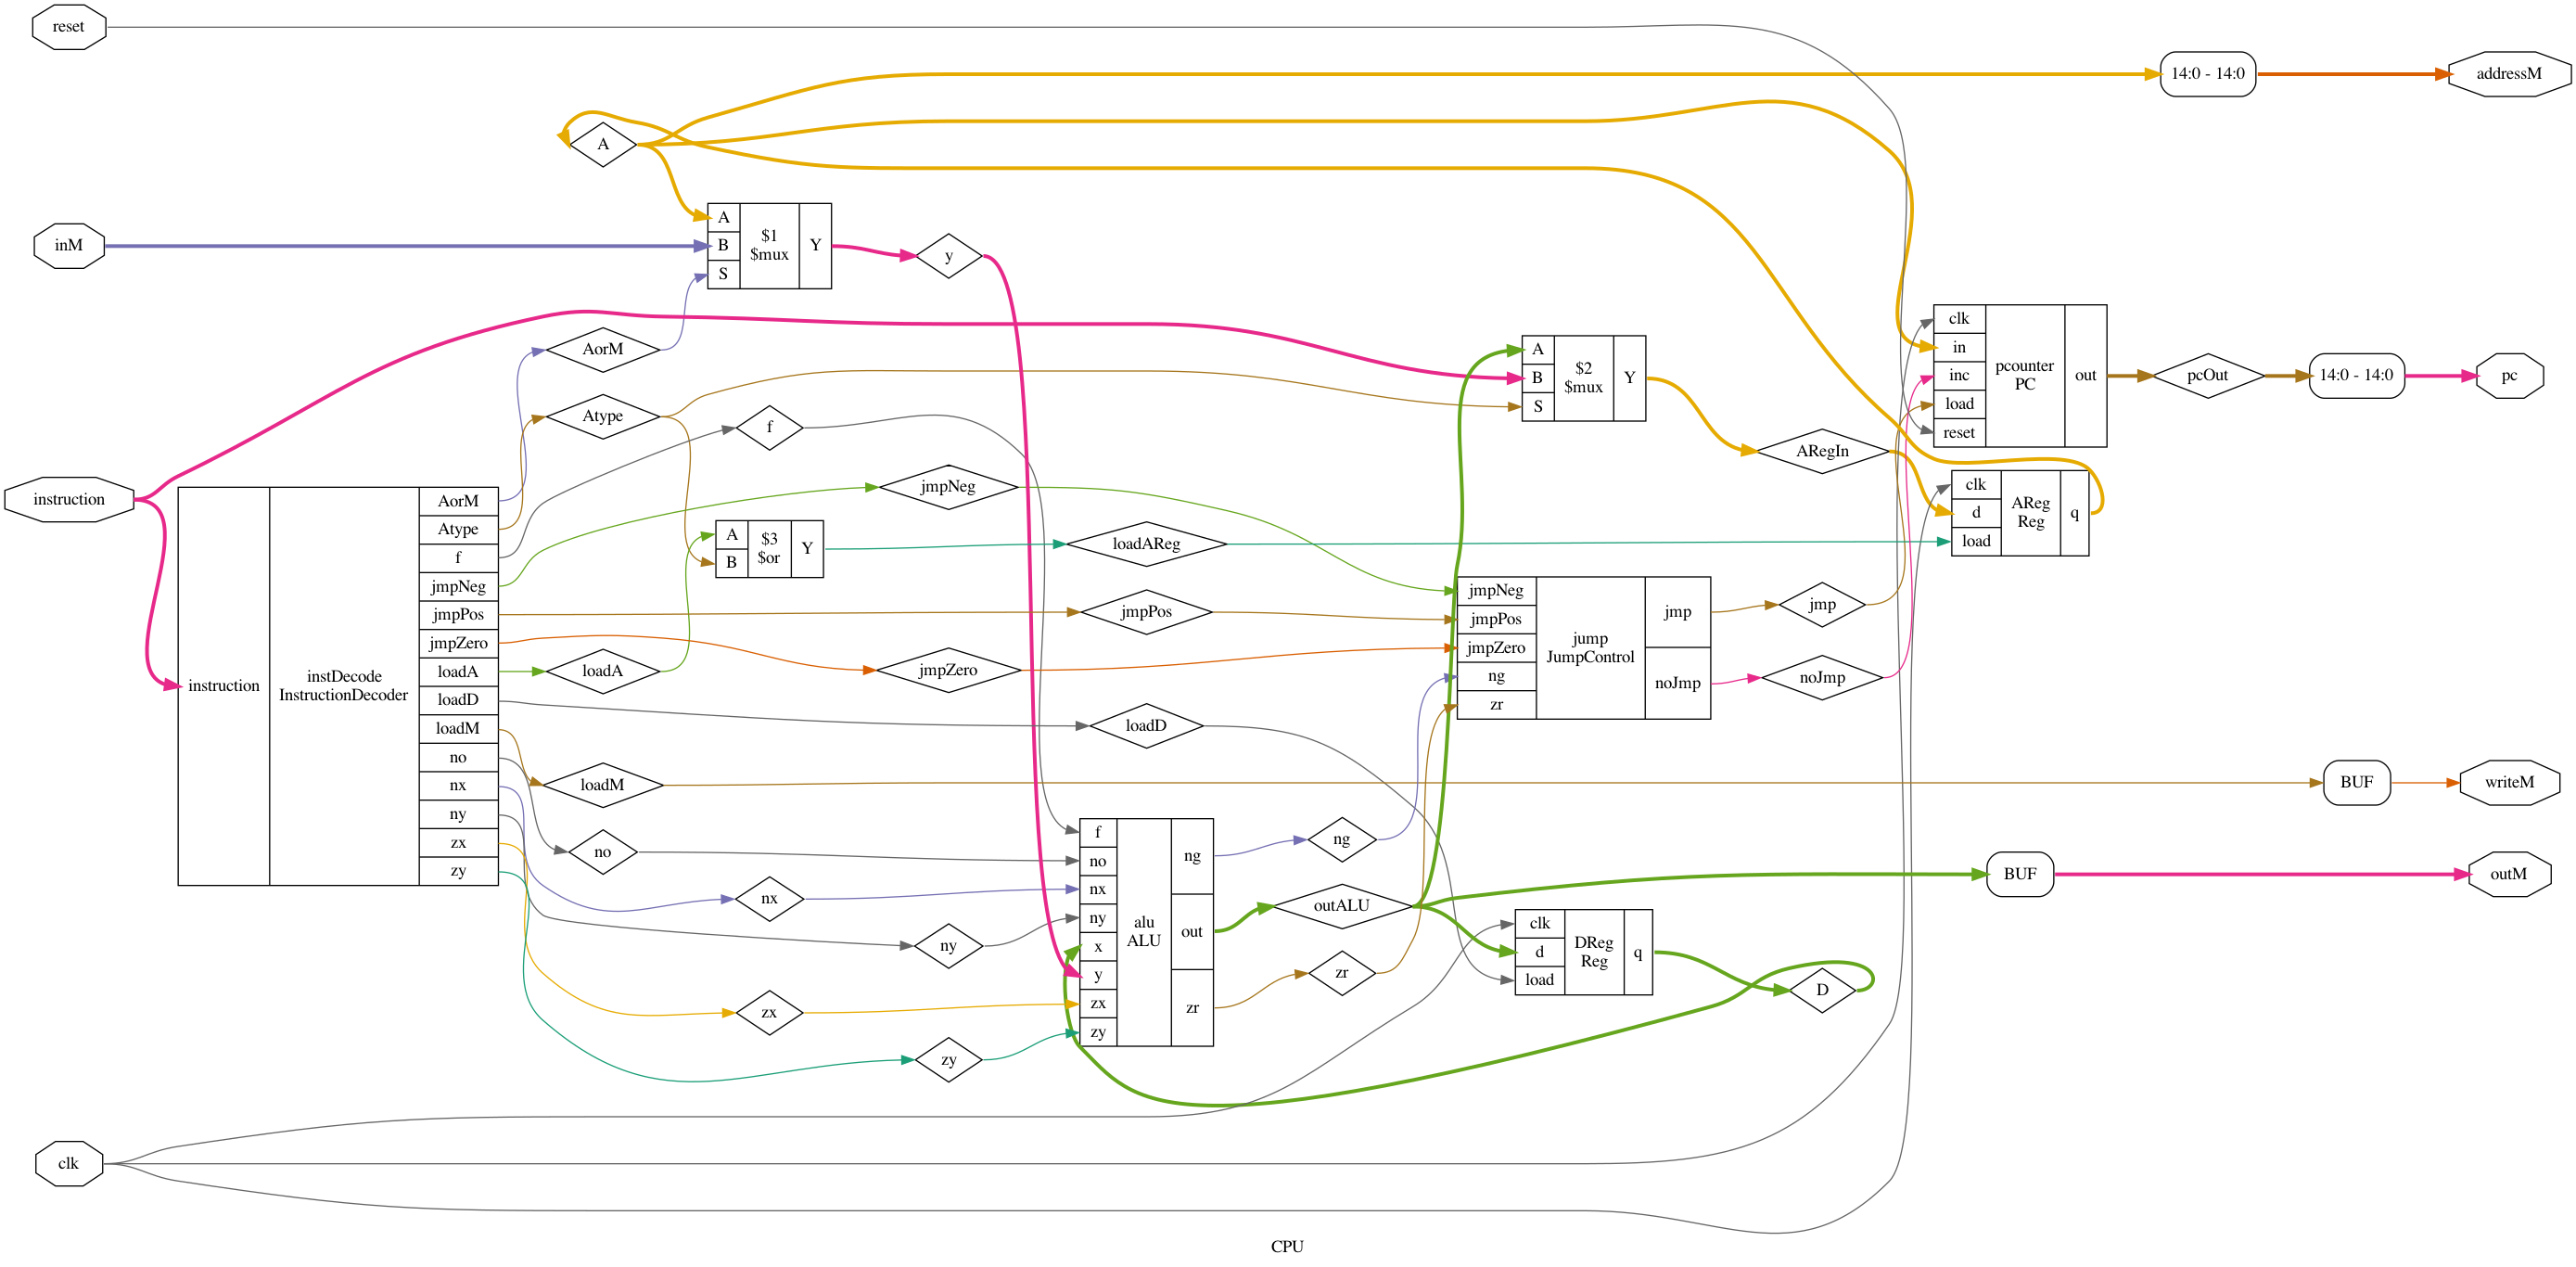 reset
14:0 - 14:0
addressM
A
inM
A
B
S
$1
$mux
Y
y
AorM
Atype
f
A
B
S
$2
$mux
Y
ARegIn
clk
in
inc
load
reset
pcounter
PC
out
pcOut
14:0 - 14:0
pc
instruction
instruction
instDecode
InstructionDecoder
AorM
Atype
f
jmpNeg
jmpPos
jmpZero
loadA
loadD
loadM
no
nx
ny
zx
zy
jmpNeg
A
B
$3
$or
Y
loadAReg
clk
d
load
AReg
Reg
q
jmpPos
loadA
jmpZero
loadD
jmpNeg
jmpPos
jmpZero
ng
zr
jump
JumpControl
jmp
noJmp
jmp
noJmp
loadM
BUF
writeM
no
nx
ny
zx
zy
f
no
nx
ny
x
y
zx
zy
alu
ALU
ng
out
zr
ng
outALU
zr
BUF
outM
clk
d
load
DReg
Reg
q
D
clk
CPU